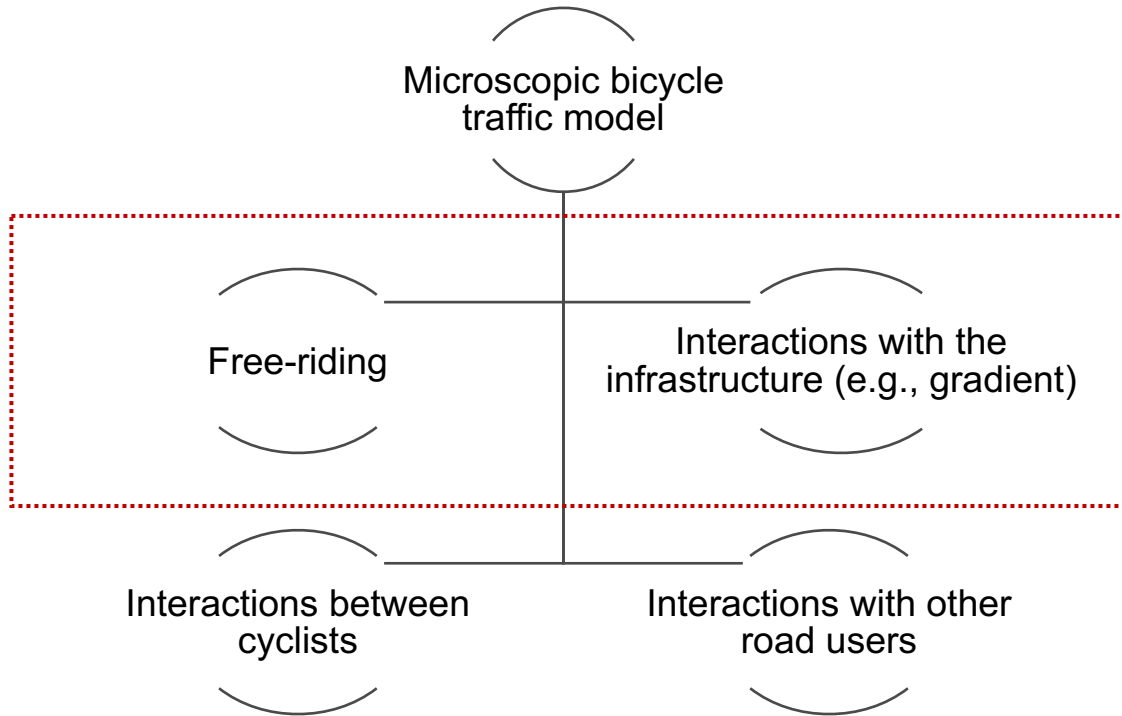 Microscopic bicycle
traffic model
Free-riding
Interactions with the
infrastructure (e.g., gradient)
Interactions between
cyclists
Interactions with other
road users